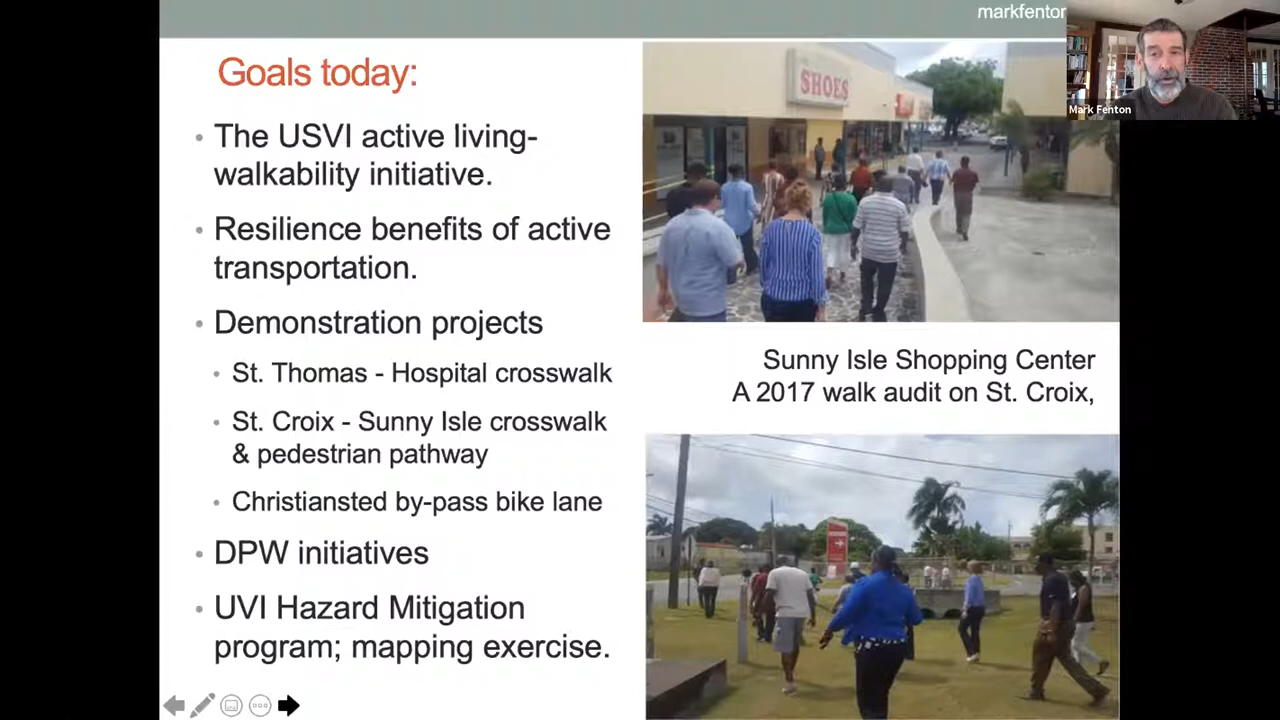 markfentor
Mark Fenton
Goals today:
• The USVI active living-
walkability initiative.
• Resilience benefits of active
transportation.
• Demonstration projects
• St. Thomas - Hospital crosswalk
• St. Croix - Sunny Isle crosswalk
& pedestrian pathway
• Christiansted by-pass bike lane
• DPW initiatives
• UVI Hazard Mitigation
program; mapping exercise.
SHOES
Sunny Isle Shopping Center
A 2017 walk audit on St. Croix,